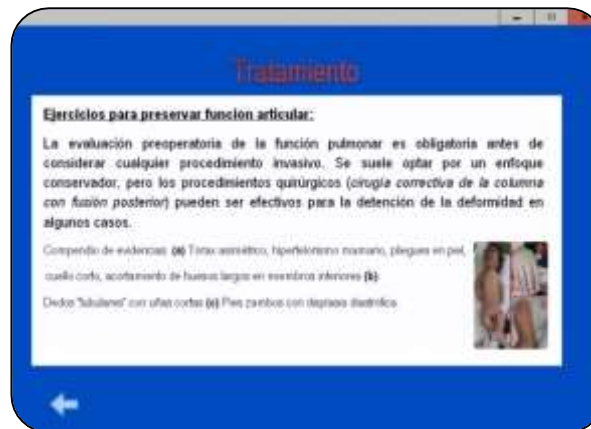 Tratamiento
Ejercicios para preservar función articular:
La evaluación preoperatoria de la función pulmonar es obligatoria antes de
considerar cualquier procedimiento invasivo. Se suele optar por un enfoque
conservador, pero los procedimientos quirúrgicos (cirugía correctiva de la columna
con fusión posterior) pueden ser efectivos para la detención de la deformidad en
algunos casos.
Compendio de evidencias: (a) Tórax asimétrico, hipertelorismo mamario, pliegues en piel,
cuello corto, acortamiento de huesos largos en miembros inferiores (b):
Dedos "tubulares" con uñas cortas (c) Pies zambos con displasia diastrófica